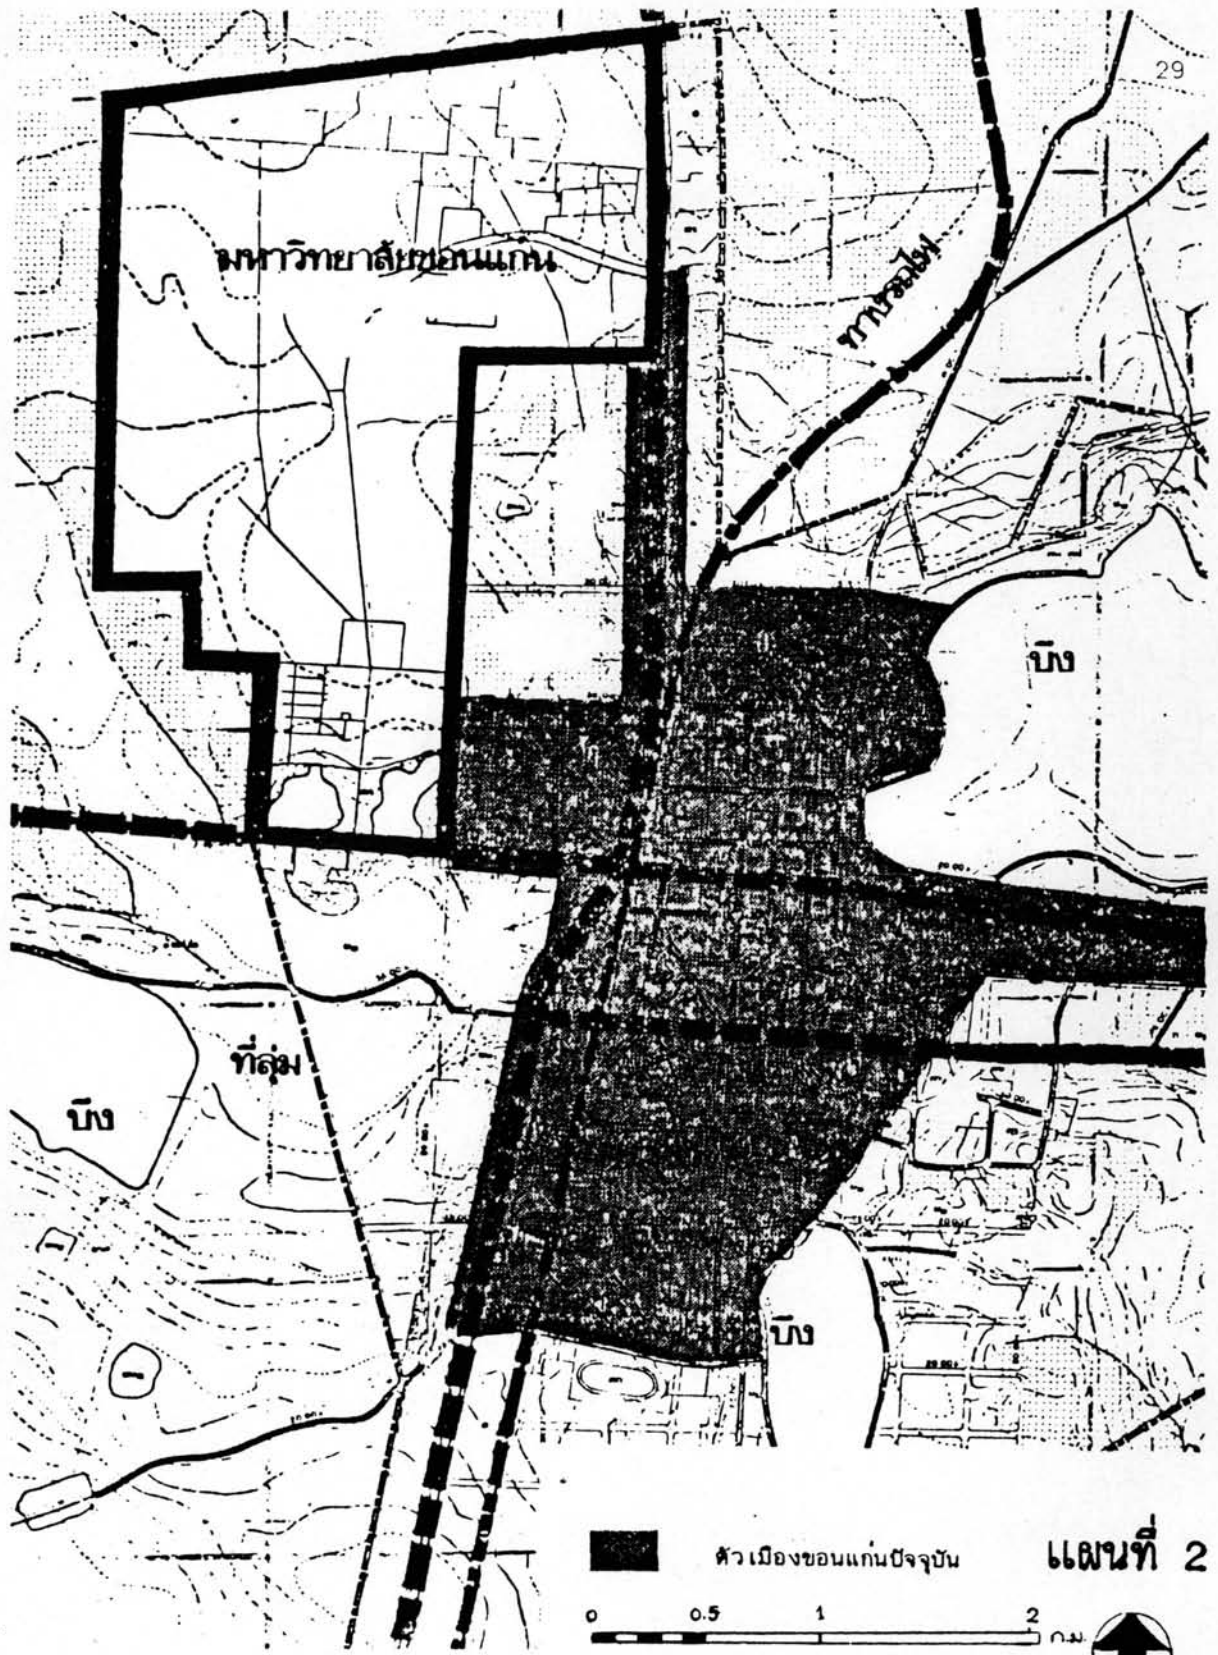 29
มหาวิทยาลัยขอนแก่น
ทางรถไฟ
บึง
ที่ลุ่ม
บึง
บึง
ตัวเมืองขอนแก่นปัจจุบัน
แผนที่ 2
0 0.5 1 2 ก.ม.